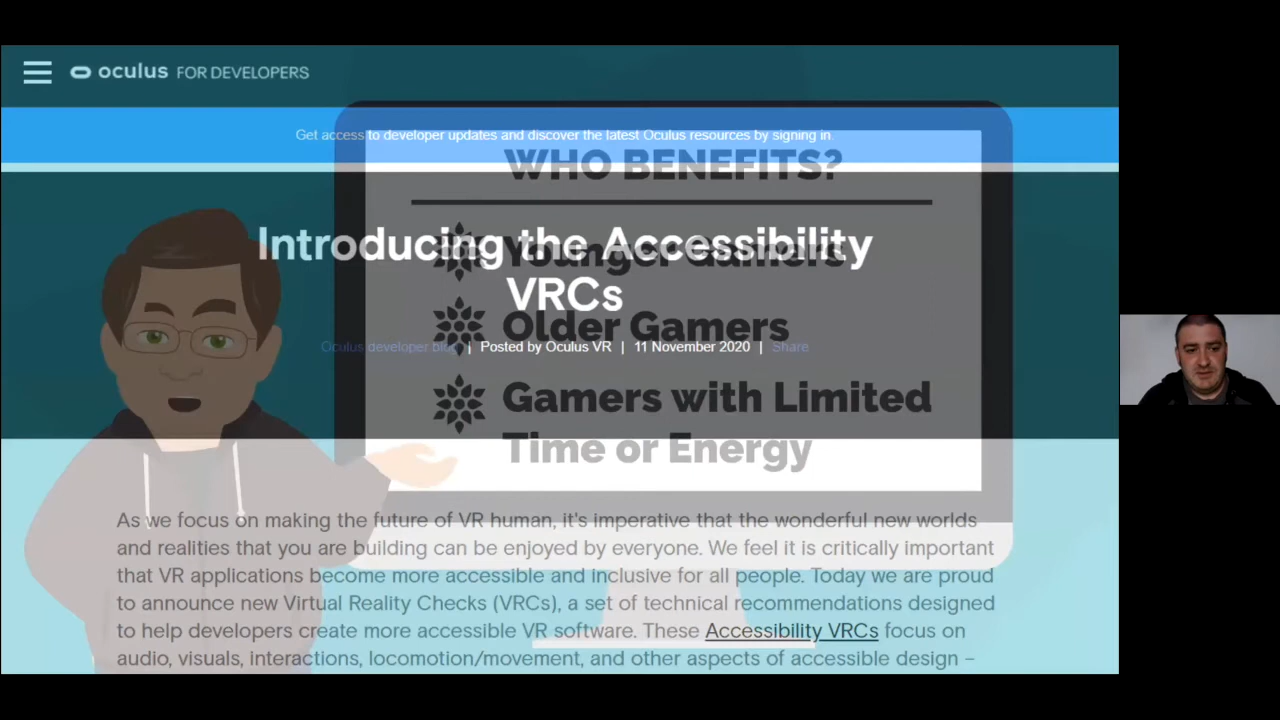 oculus FOR DEVELOPERS
Get access to developer updates and discover the latest Oculus resources by signing in.
WHO BENEFITS?
Introducing the Accessibility
VRCs
Younger Gamers
Older Gamers
Oculus developer blog | Posted by Oculus VR | 11 November 2020 | Share
Gamers with Limited
Time or Energy
As we focus on making the future of VR human, it's imperative that the wonderful new worlds
and realities that you are building can be enjoyed by everyone. We feel it is critically important
that VR applications become more accessible and inclusive for all people. Today we are proud
to announce new Virtual Reality Checks (VRCs), a set of technical recommendations designed
to help developers create more accessible VR software. These Accessibility VRCs focus on
audio, visuals, interactions, locomotion/movement, and other aspects of accessible design –